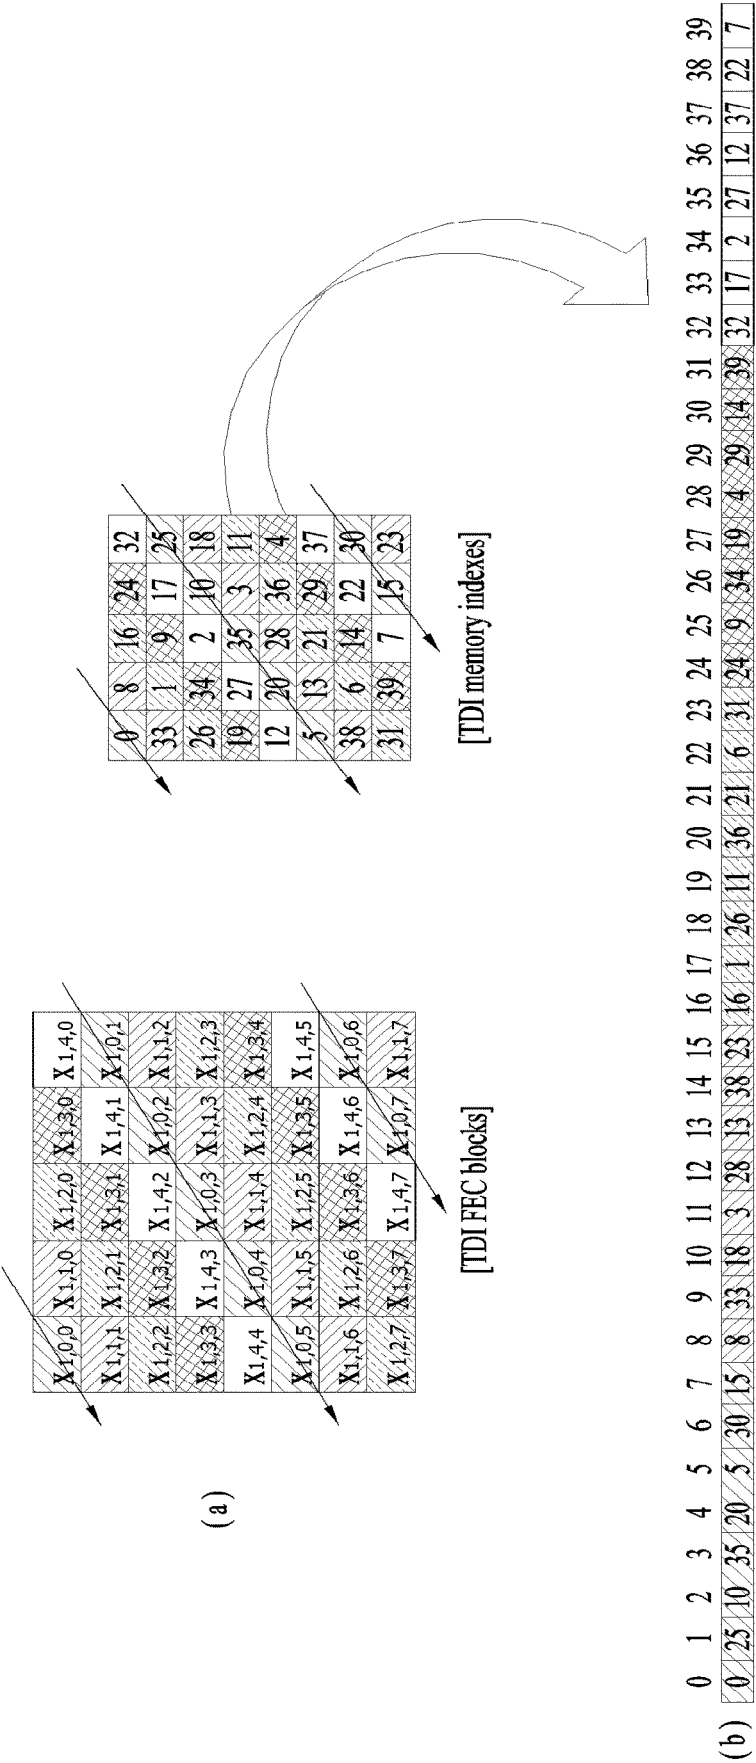 (a)
X1,0,0 X1,1,0 X1,2,0 X1,3,0 X1,4,0
X1,1,1 X1,2,1 X1,3,1 X1,4,1 X1,0,1
X1,2,2 X1,3,2 X1,4,2 X1,0,2 X1,1,2
X1,3,3 X1,4,3 X1,0,3 X1,1,3 X1,2,3
X1,4,4 X1,0,4 X1,1,4 X1,2,4 X1,3,4
X1,0,5 X1,1,5 X1,2,5 X1,3,5 X1,4,5
X1,1,6 X1,2,6 X1,3,6 X1,4,6 X1,0,6
X1,2,7 X1,3,7 X1,4,7 X1,0,7 X1,1,7
[TDI FEC blocks]
0 8 16 24 32
33 1 9 17 25
26 34 2 10 18
19 27 35 3 11
12 20 28 36 4
5 13 21 29 37
38 6 14 22 30
31 39 7 15 23
[TDI memory indexes]
0 1 2 3 4 5 6 7 8 9 10 11 12 13 14 15 16 17 18 19 20 21 22 23 24 25 26 27 28 29 30 31 32 33 34 35 36 37 38 39
(b) 0 25 10 35 20 5 30 15 8 33 18 3 28 13 38 23 16 1 26 11 36 21 6 31 24 9 34 19 4 29 14 39 32 17 2 27 12 37 22 7